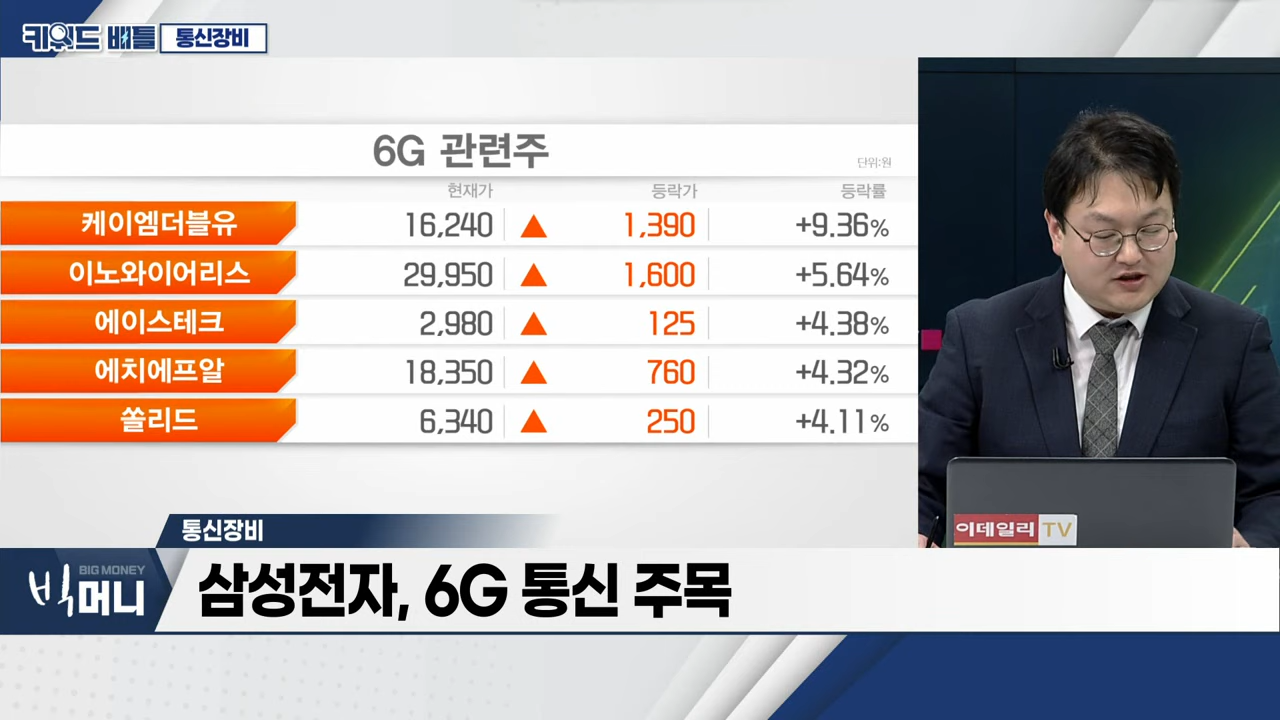 키워드 배틀 통신장비
6G 관련주
단위:원
현재가 등락가 등락률
케이엠더블유 16,240 ▲ 1,390 +9.36%
이노와이어리스 29,950 ▲ 1,600 +5.64%
에이스테크 2,980 ▲ 125 +4.38%
에치에프알 18,350 ▲ 760 +4.32%
쏠리드 6,340 ▲ 250 +4.11%
이데일리 TV
통신장비
BIG MONEY
빅머니
삼성전자, 6G 통신 주목